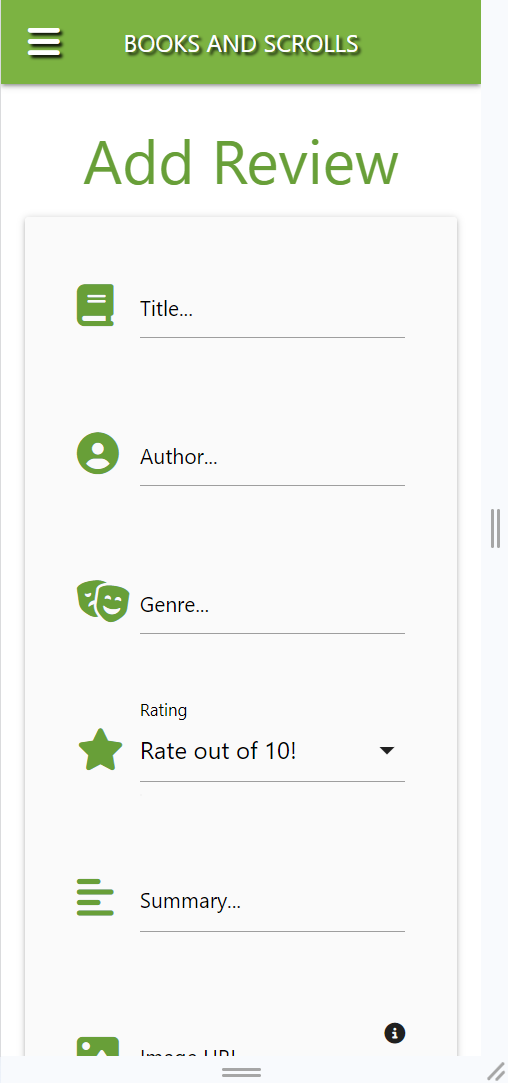 BOOKS AND SCROLLS
Add Review
Title...
Author...
Genre...
Rating
Rate out of 10!
Summary...
Image URL